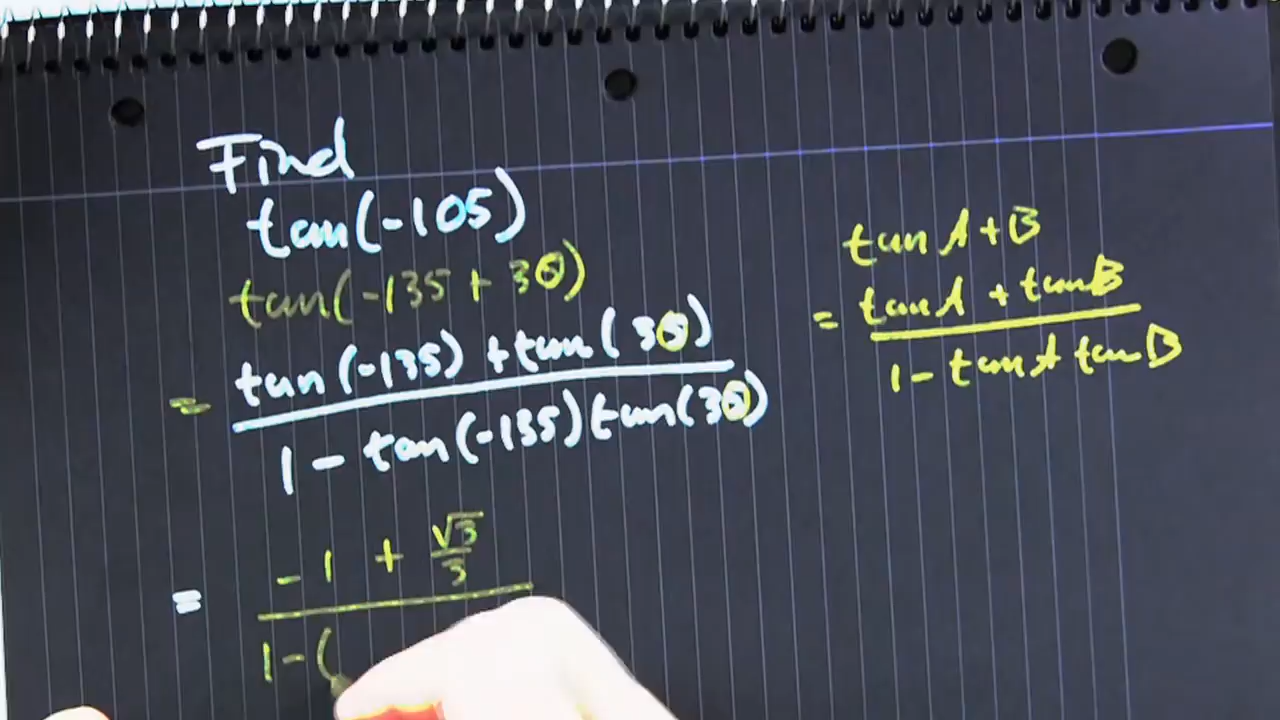 Find
tan(-105)
tan(-135 + 30)
= tan(-135) + tan(30)
1 - tan(-135) tan(30)
= -1 + √3/3
1 - (
tan A + B
= tan A + tan B
1 - tan A tan B